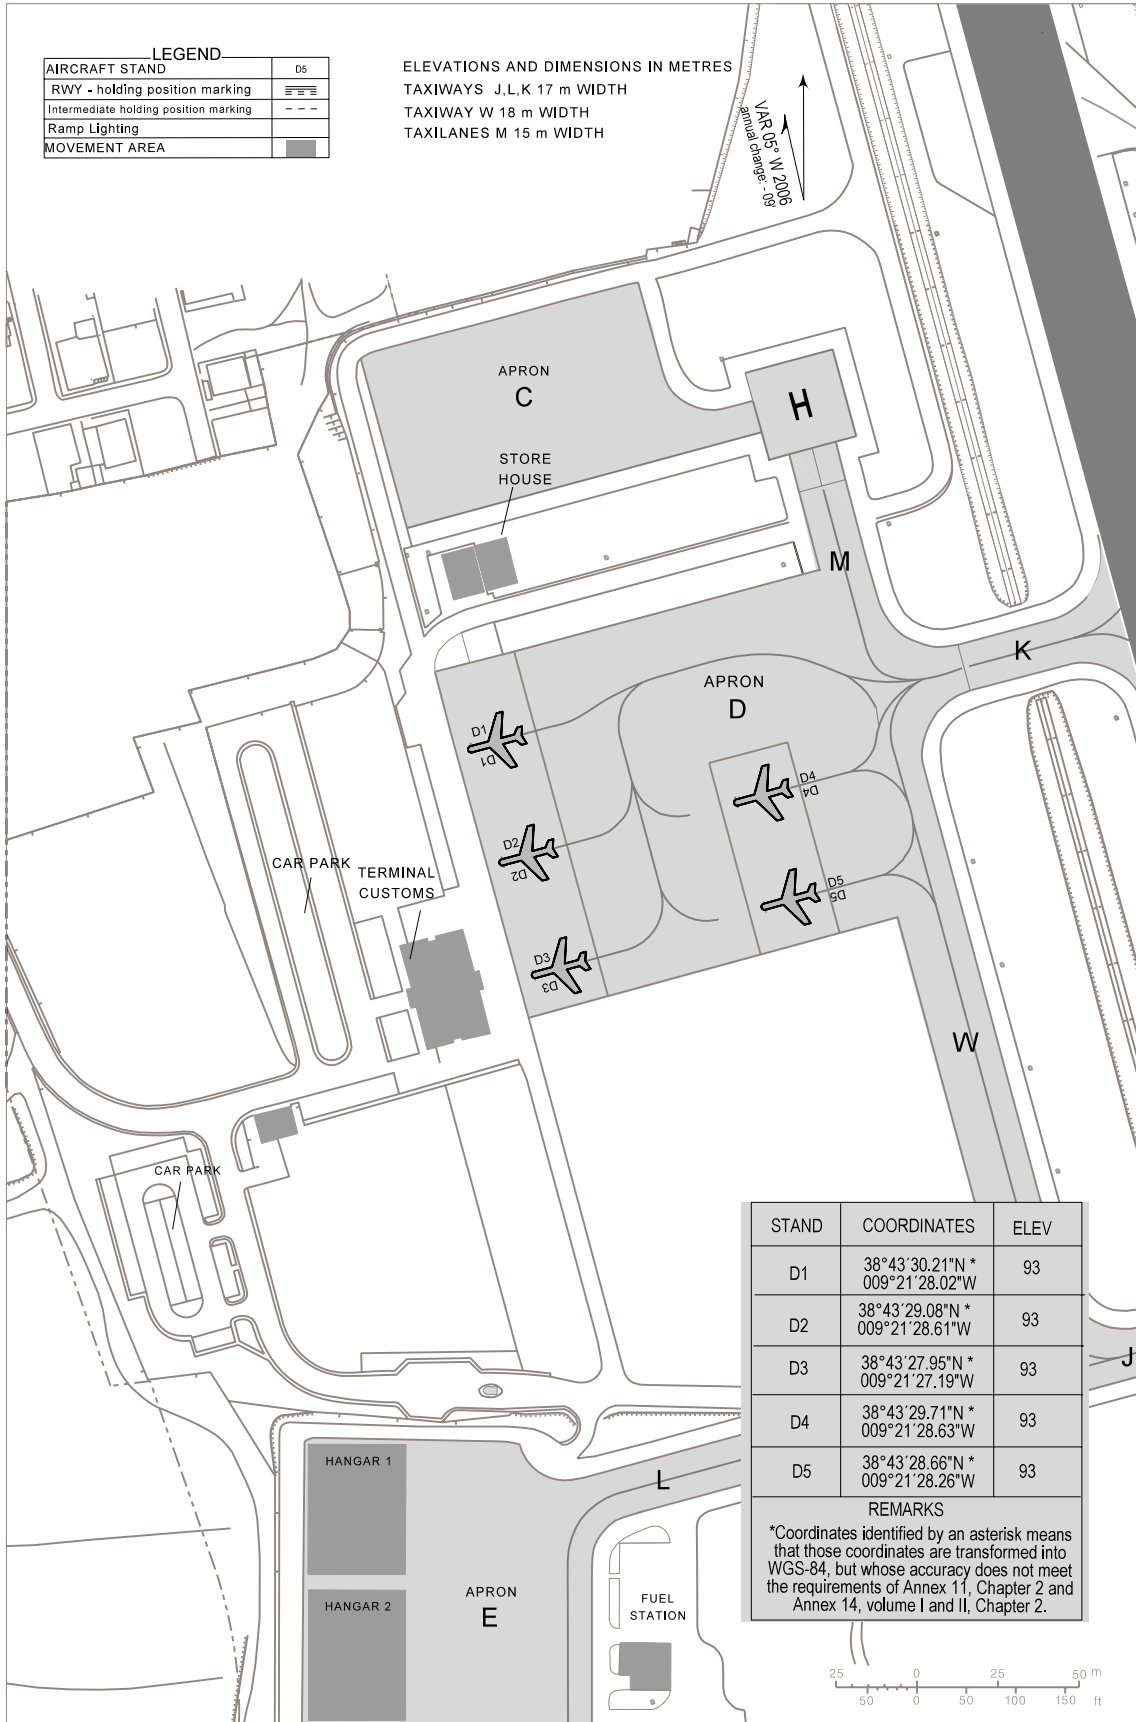 LEGEND
AIRCRAFT STAND D5
RWY - holding position marking
Intermediate holding position marking
Ramp Lighting
MOVEMENT AREA
ELEVATIONS AND DIMENSIONS IN METRES
TAXIWAYS J,L,K 17 m WIDTH
TAXIWAY W 18 m WIDTH
TAXILANES M 15 m WIDTH
VAR 05° W 2006
annual change: - 09'
APRON
C
H
STORE
HOUSE
M
K
APRON
D
D1
D1
D4
D4
D2
D2
CAR PARK
TERMINAL
CUSTOMS
D5
D5
D3
D3
W
CAR PARK
STAND COORDINATES ELEV
D1 38°43´30.21"N * 93
009°21´28.02"W
D2 38°43´29.08"N * 93
009°21´28.61"W
D3 38°43´27.95"N * 93
009°21´27.19"W
D4 38°43´29.71"N * 93
009°21´28.63"W
D5 38°43´28.66"N * 93
009°21´28.26"W
REMARKS
*Coordinates identified by an asterisk means
that those coordinates are transformed into
WGS-84, but whose accuracy does not meet
the requirements of Annex 11, Chapter 2 and
Annex 14, volume I and II, Chapter 2.
J
HANGAR 1
L
HANGAR 2
APRON
E
FUEL
STATION
25 0 25 50 m
50 0 50 100 150 ft